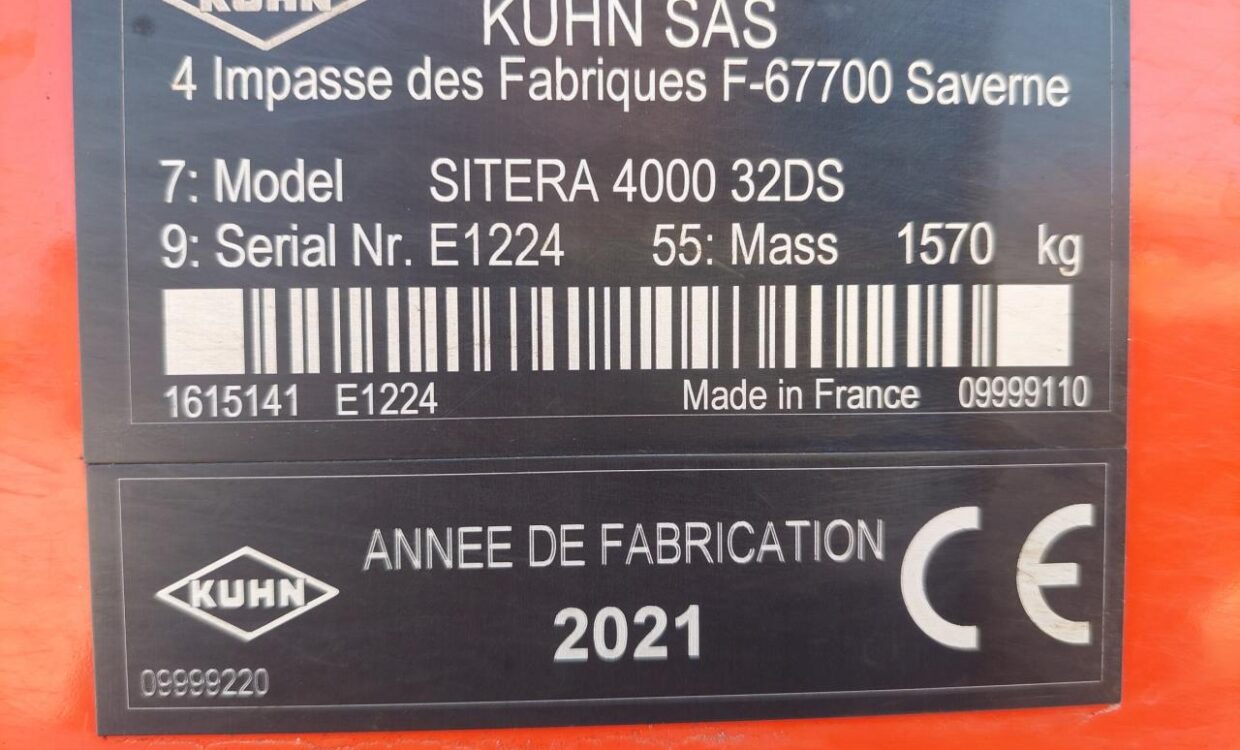 KUHN
KUHN SAS
4 Impasse des Fabriques F-67700 Saverne
7: Model SITERA 4000 32DS
9: Serial Nr. E1224 55: Mass 1570 kg
1615141 E1224 Made in France 09999110
ANNEE DE FABRICATION
KUHN
2021
CE
09999220